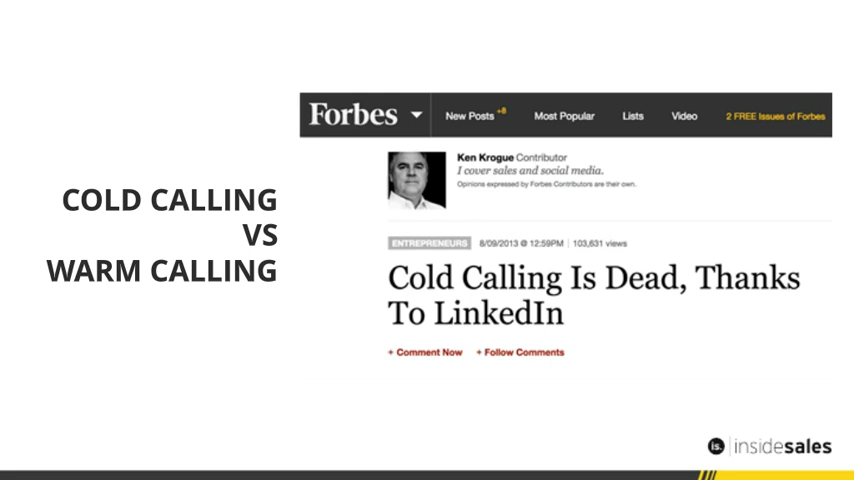 COLD CALLING
VS
WARM CALLING
Forbes
New Posts +8 Most Popular Lists Video 2 FREE Issues of Forbes
Ken Krogue Contributor
I cover sales and social media.
Opinions expressed by Forbes Contributors are their own.
ENTREPRENEURS 8/09/2013 @ 12:59PM | 103,631 views
Cold Calling Is Dead, Thanks
To LinkedIn
+ Comment Now + Follow Comments
is. insidesales